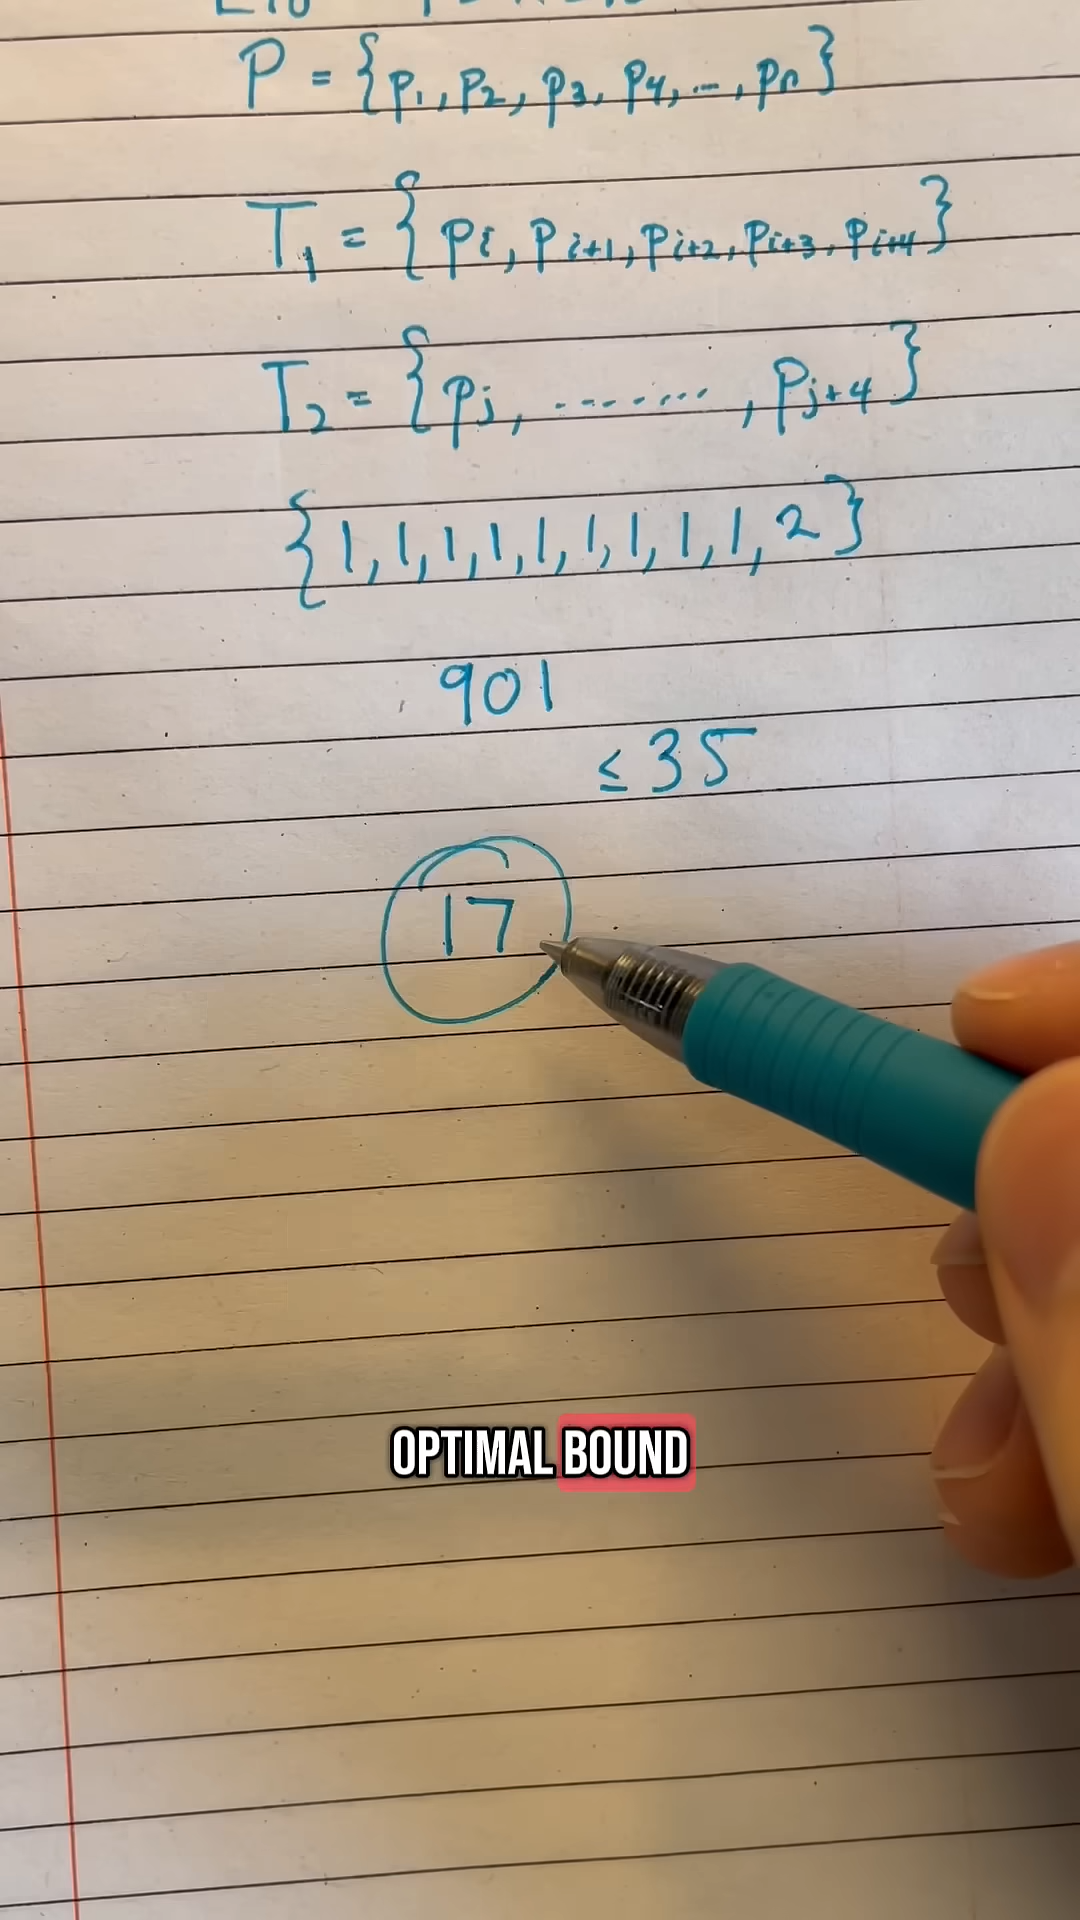 P = {p1, p2, p3, p4, ..., pn}
T1 = {pi, pi+1, pi+2, pi+3, pi+4}
T2 = {pj, ........, pj+4}
{1, 1, 1, 1, 1, 1, 1, 1, 1, 2}
901
≤ 35
17
OPTIMAL BOUND